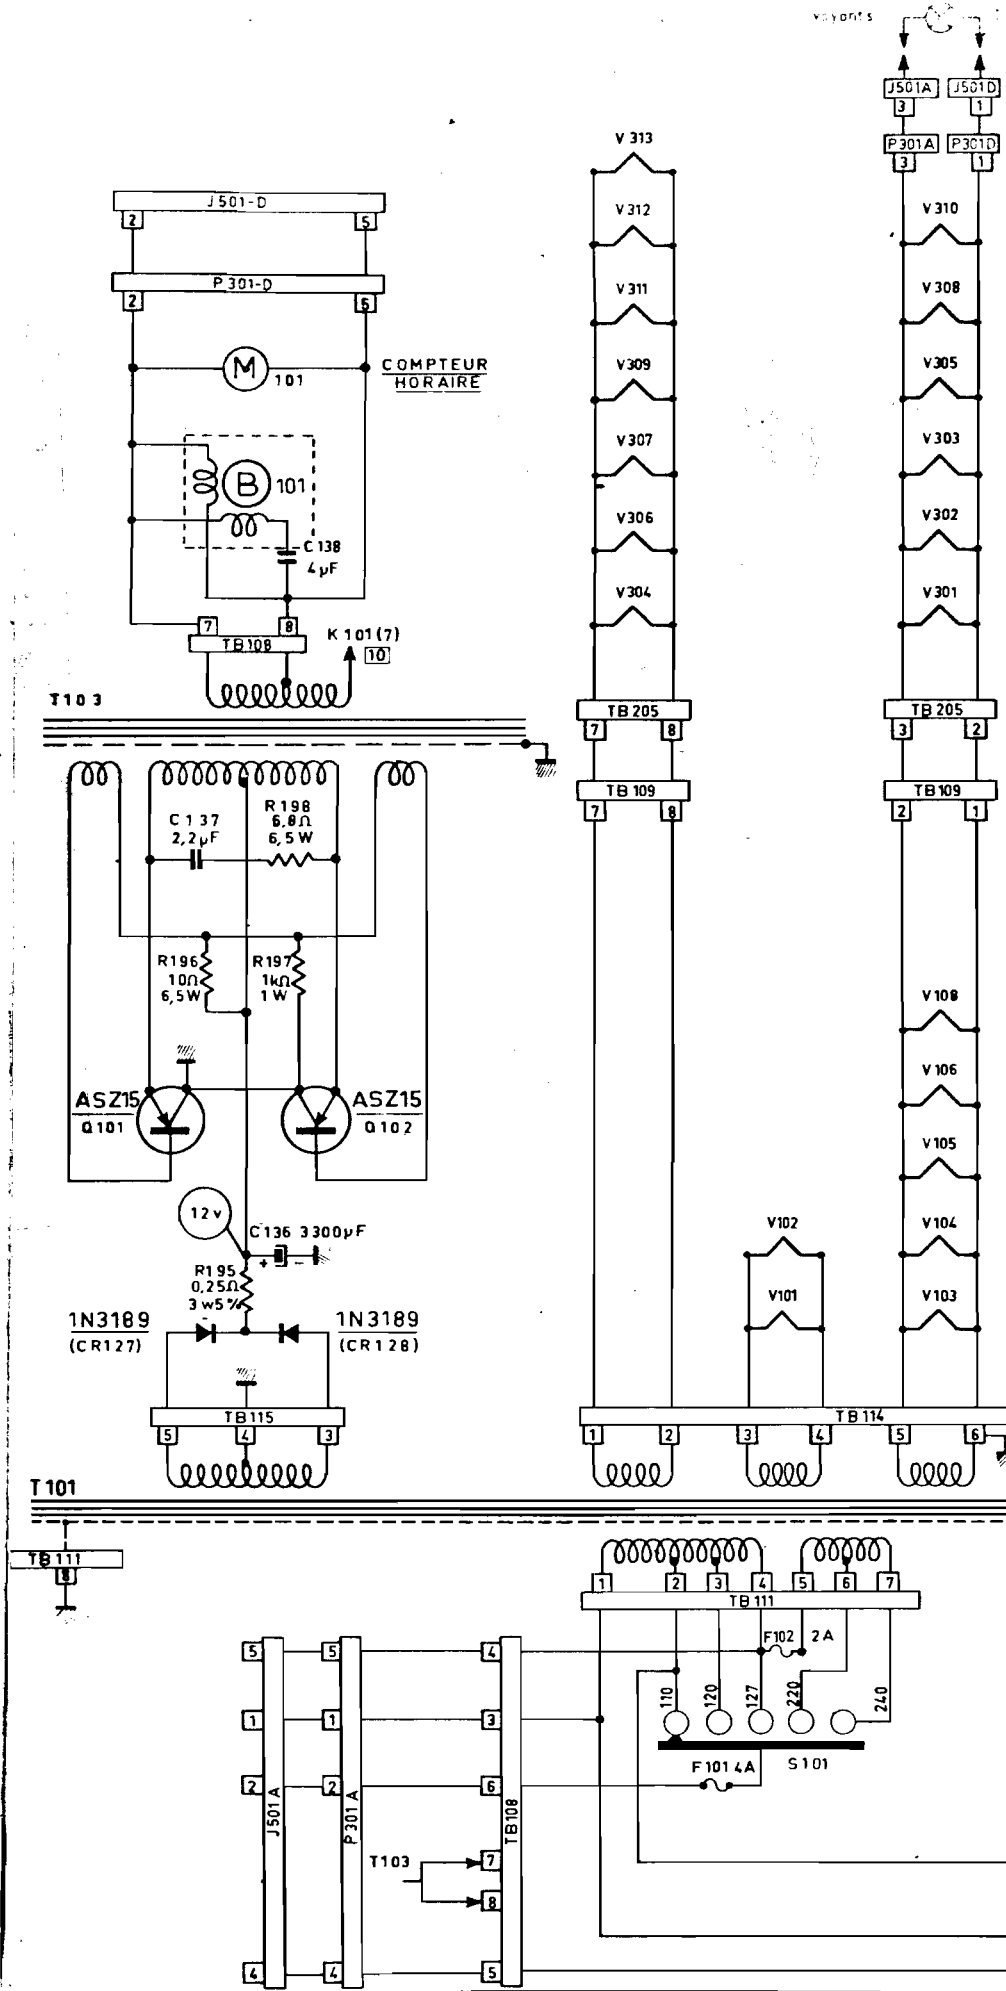 voyants
J501A
J501D
3
1
P301A
P301D
3
1
V313
V312
V311
V309
V307
V306
V304
V310
V308
V305
V303
V302
V301
J501-D
2
5
P301-D
2
5
M
101
COMPTEUR
HORAIRE
B
101
C138
4µF
7
8
TB108
K101(7)
10
T103
TB205
7
8
TB109
7
8
TB205
3
2
TB109
2
1
C137
2,2µF
R198
6,8Ω
6,5W
R196
10Ω
6,5W
R197
1kΩ
1W
ASZ15
Q101
ASZ15
Q102
12v
C136 3300µF
+
-
R195
0,25Ω
3w5%
1N3189
(CR127)
1N3189
(CR128)
TB115
5
4
3
V108
V106
V105
V104
V103
V102
V101
TB114
1
2
3
4
5
6
T101
TB111
8
1
2
3
4
5
6
7
TB111
F102
2A
110
120
127
220
240
S101
F101 4A
5
5
4
1
1
3
2
2
6
J501A
P301A
TB108
T103
7
8
4
4
5